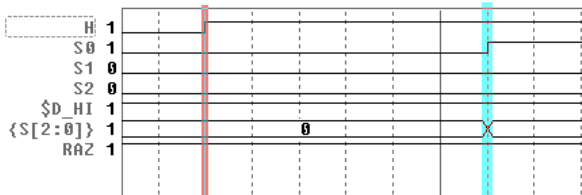 H 1
S0 1
S1 0
S2 0
$D_HI 1
{S[2:0]} 1 0
RAZ 1